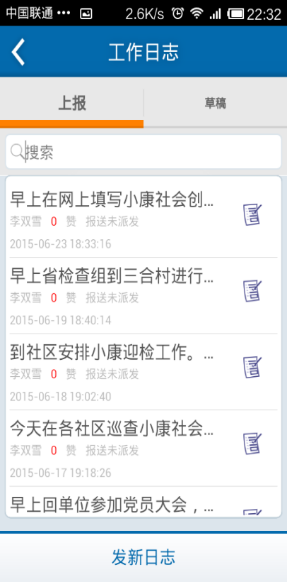 中国联通 ••• 2.6K/s 22:32
工作日志
上报 草稿
搜索
早上在网上填写小康社会创...
李双雪 0 赞 报送未派发
2015-06-23 18:33:16
早上省检查组到三合村进行...
李双雪 0 赞 报送未派发
2015-06-19 18:40:14
到社区安排小康迎检工作。...
李双雪 0 赞 报送未派发
2015-06-18 19:02:40
今天在各社区巡查小康社会...
李双雪 0 赞 报送未派发
2015-06-17 19:18:26
早上回单位参加党员大会，...
发新日志